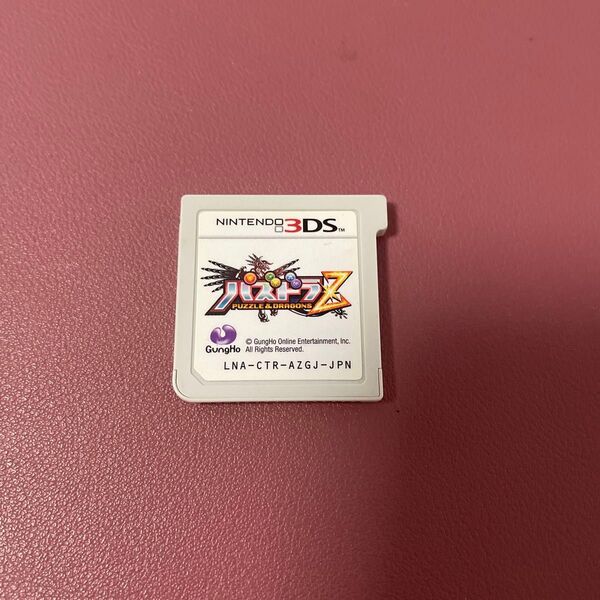 NINTENDO 3DS™
パズドラZ
PUZZLE & DRAGONS
GungHo
© GungHo Online Entertainment, Inc.
All Rights Reserved.
LNA-CTR-AZGJ-JPN